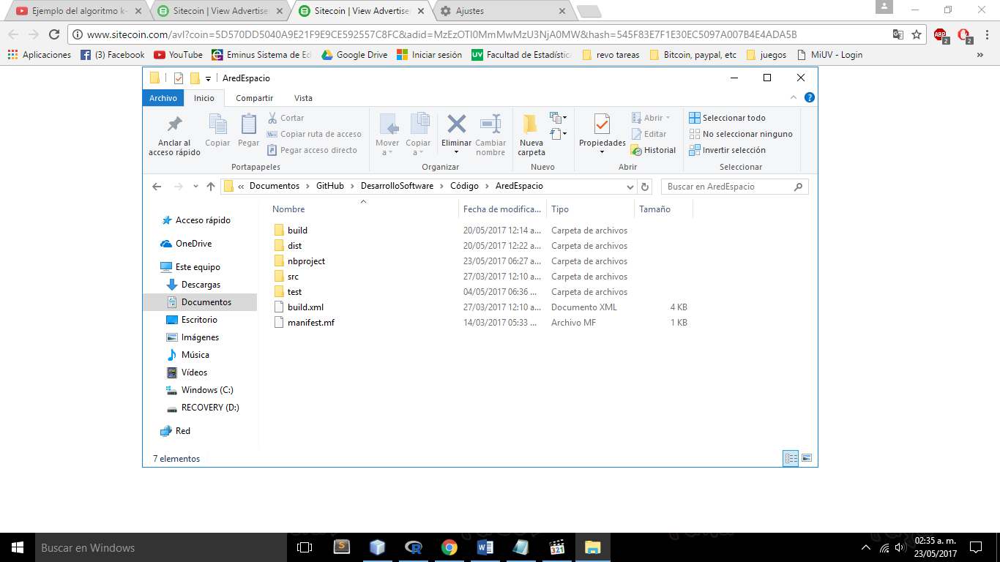 Ejemplo del algoritmo k-
Sitecoin | View Advertise
Sitecoin | View Advertise
Ajustes
www.sitecoin.com/avl?coin=5D570DD5040A9E21F9E9CE592557C8FC&adid=MzEzOTI0MmMwMzU3NjA0MW&hash=545F83E7F1E30EC5097A007B4E4ADA5B
ABP 2 2
Aplicaciones (3) Facebook YouTube Eminus Sistema de Ed Google Drive Iniciar sesión UV Facultad de Estadística revo tareas Bitcoin, paypal, etc juegos MiUV - Login »
AredEspacio
Archivo Inicio Compartir Vista
Anclar al acceso rápido
Copiar
Pegar
Cortar
Copiar ruta de acceso
Pegar acceso directo
Portapapeles
Mover a
Copiar a
Eliminar
Cambiar nombre
Organizar
Nueva carpeta
Nuevo
Propiedades
Abrir
Editar
Historial
Abrir
Seleccionar todo
No seleccionar ninguno
Invertir selección
Seleccionar
« Documentos > GitHub > DesarrolloSoftware > Código > AredEspacio
Buscar en AredEspacio
Nombre Fecha de modifica... Tipo Tamaño
Acceso rápido
OneDrive
Este equipo
Descargas
Documentos
Escritorio
Imágenes
Música
Vídeos
Windows (C:)
RECOVERY (D:)
Red
build 20/05/2017 12:14 a... Carpeta de archivos
dist 20/05/2017 12:22 a... Carpeta de archivos
nbproject 23/05/2017 06:27 a... Carpeta de archivos
src 27/03/2017 12:10 a... Carpeta de archivos
test 04/05/2017 06:36 ... Carpeta de archivos
build.xml 27/03/2017 12:10 a... Documento XML 4 KB
manifest.mf 14/03/2017 05:33 ... Archivo MF 1 KB
7 elementos
Buscar en Windows
02:35 a. m.
23/05/2017